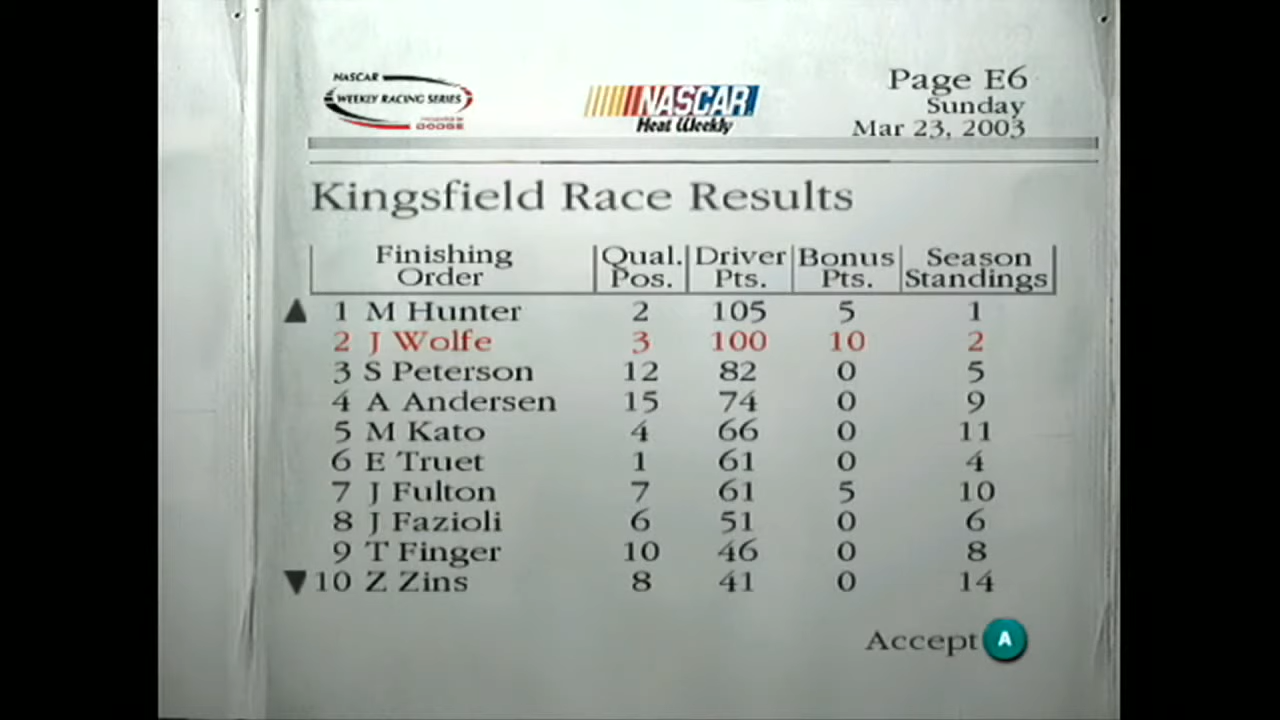 NASCAR
WEEKLY RACING SERIES
PRESENTED BY
DODGE
NASCAR
Heat Weekly
Page E6
Sunday
Mar 23, 2003
Kingsfield Race Results
Finishing Order Qual. Pos. Driver Pts. Bonus Pts. Season Standings
1 M Hunter 2 105 5 1
2 J Wolfe 3 100 10 2
3 S Peterson 12 82 0 5
4 A Andersen 15 74 0 9
5 M Kato 4 66 0 11
6 E Truet 1 61 0 4
7 J Fulton 7 61 5 10
8 J Fazioli 6 51 0 6
9 T Finger 10 46 0 8
10 Z Zins 8 41 0 14
Accept A